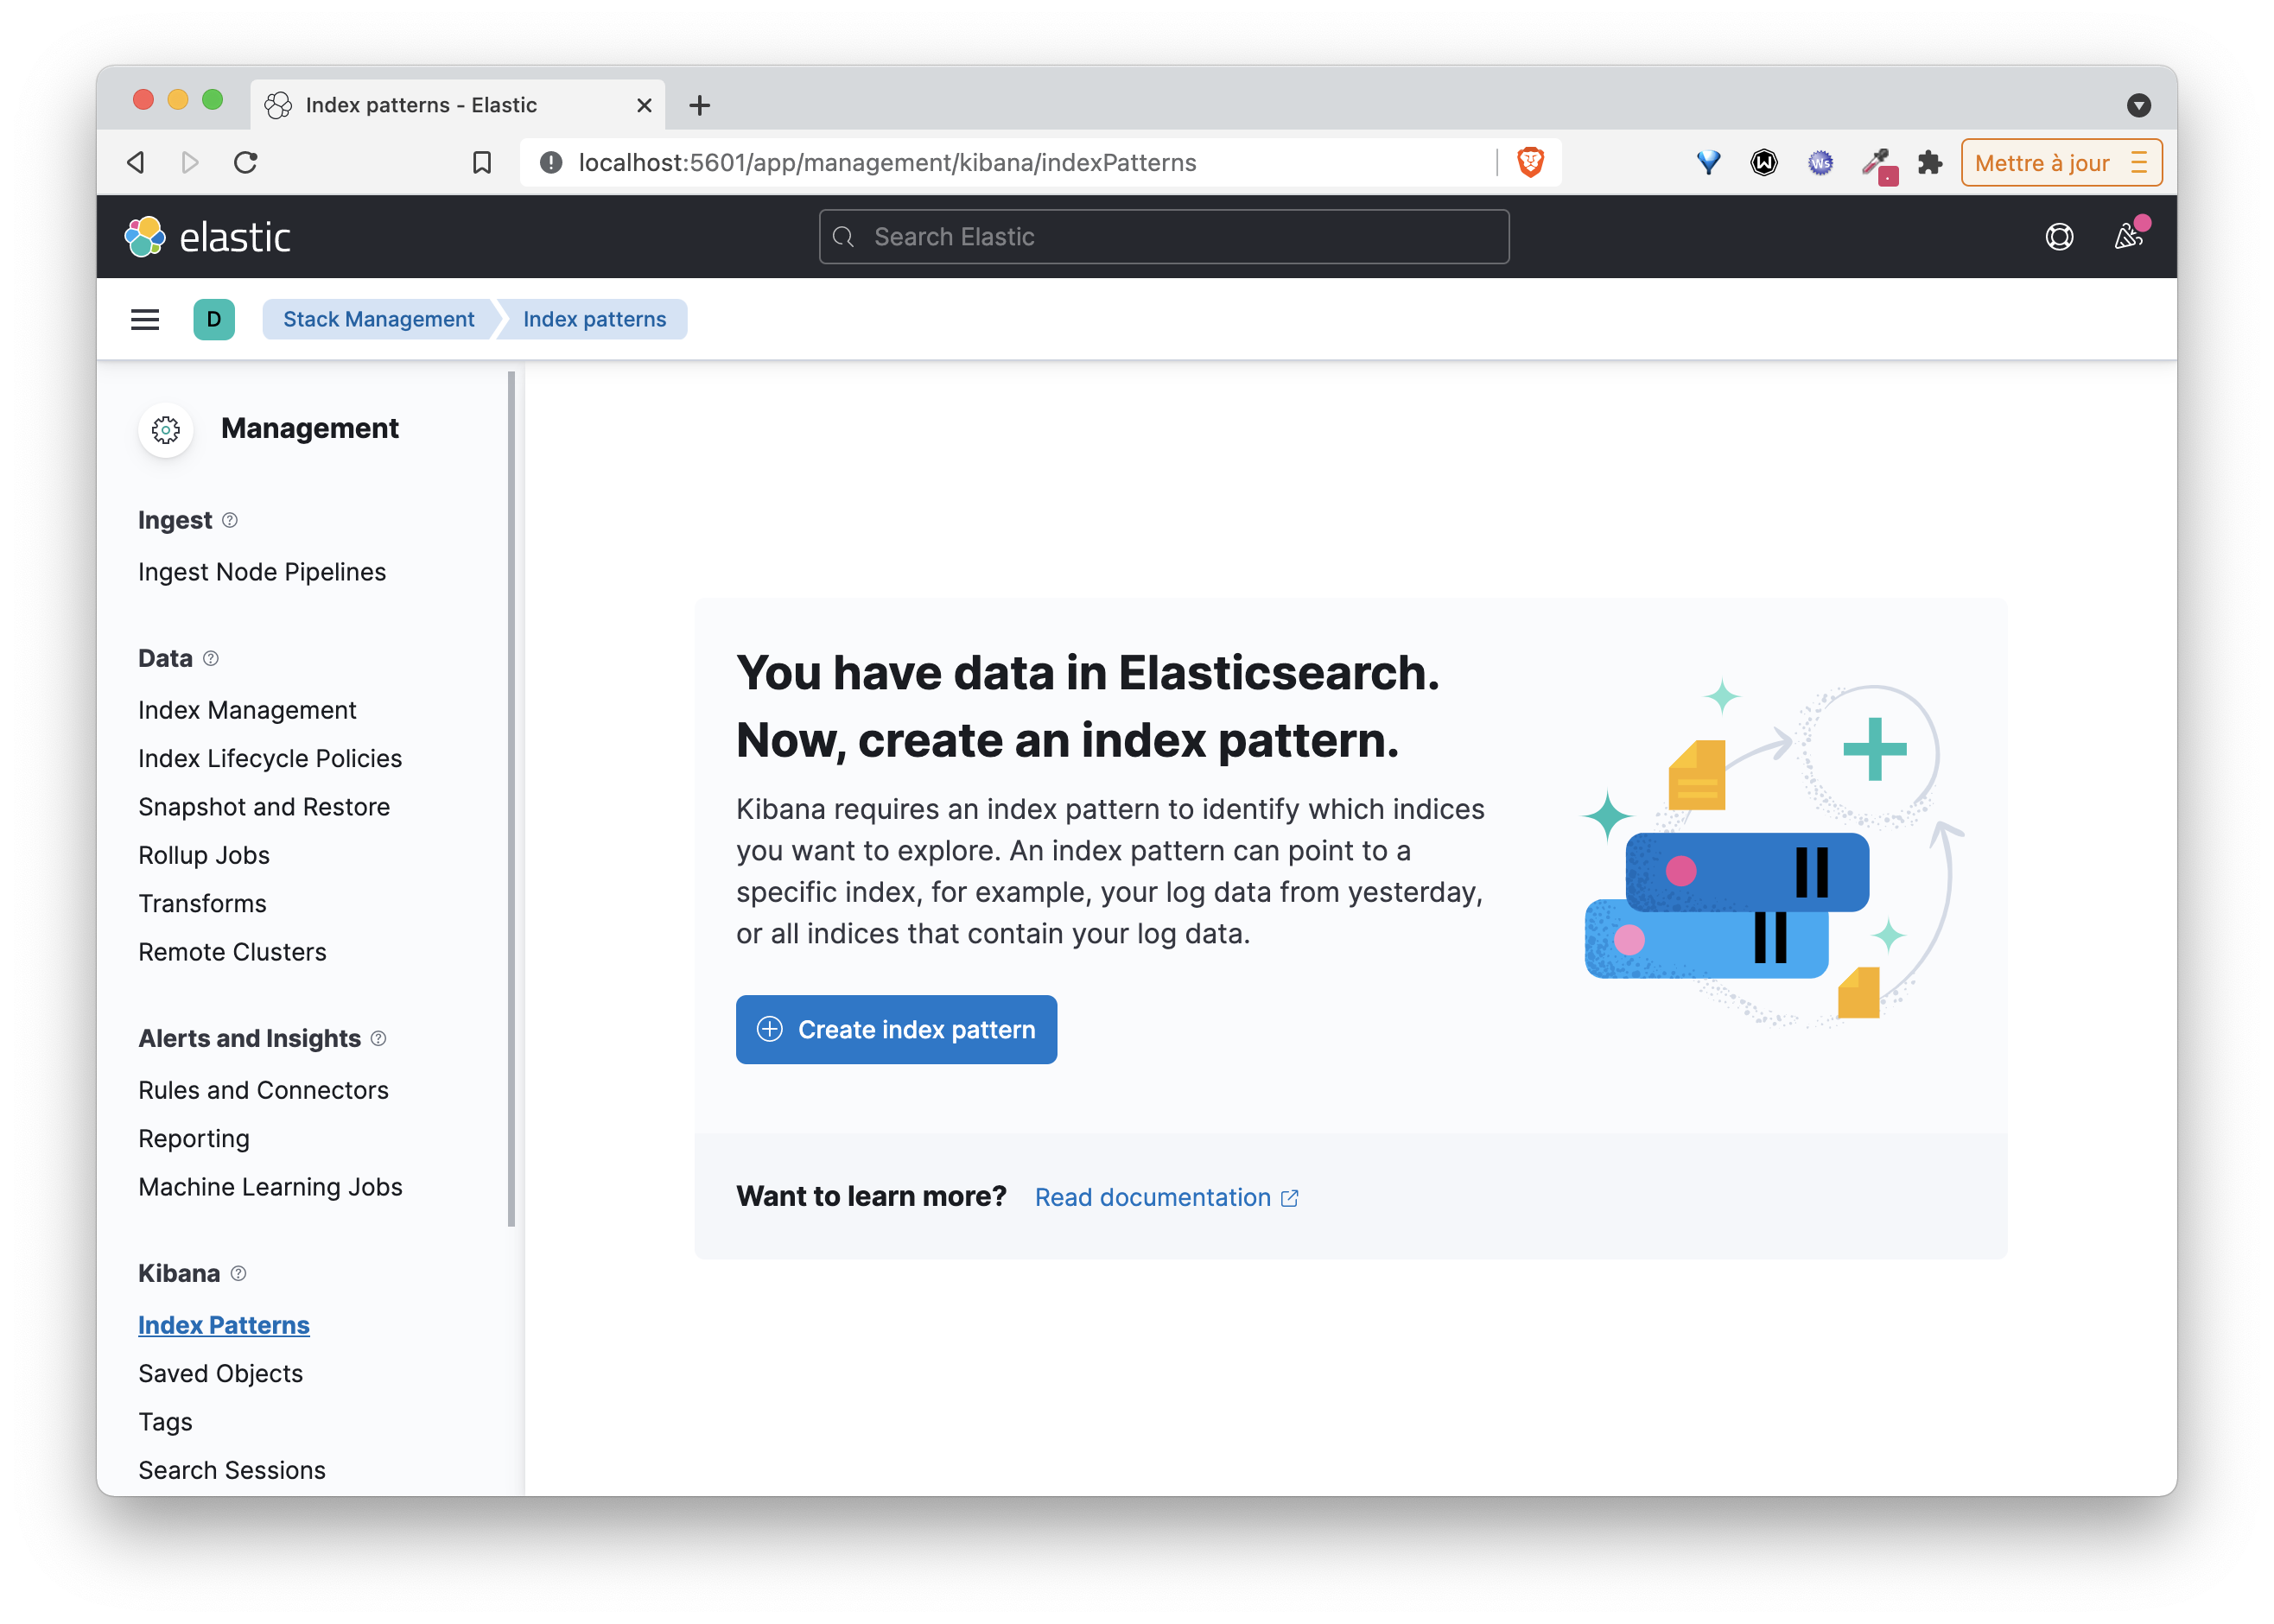 Index patterns - Elastic
localhost:5601/app/management/kibana/indexPatterns
Mettre à jour
elastic
Search Elastic
D
Stack Management
Index patterns
Management
Ingest
Ingest Node Pipelines
Data
Index Management
Index Lifecycle Policies
Snapshot and Restore
Rollup Jobs
Transforms
Remote Clusters
Alerts and Insights
Rules and Connectors
Reporting
Machine Learning Jobs
Kibana
Index Patterns
Saved Objects
Tags
Search Sessions
You have data in Elasticsearch.
Now, create an index pattern.
Kibana requires an index pattern to identify which indices
you want to explore. An index pattern can point to a
specific index, for example, your log data from yesterday,
or all indices that contain your log data.
Create index pattern
Want to learn more? Read documentation